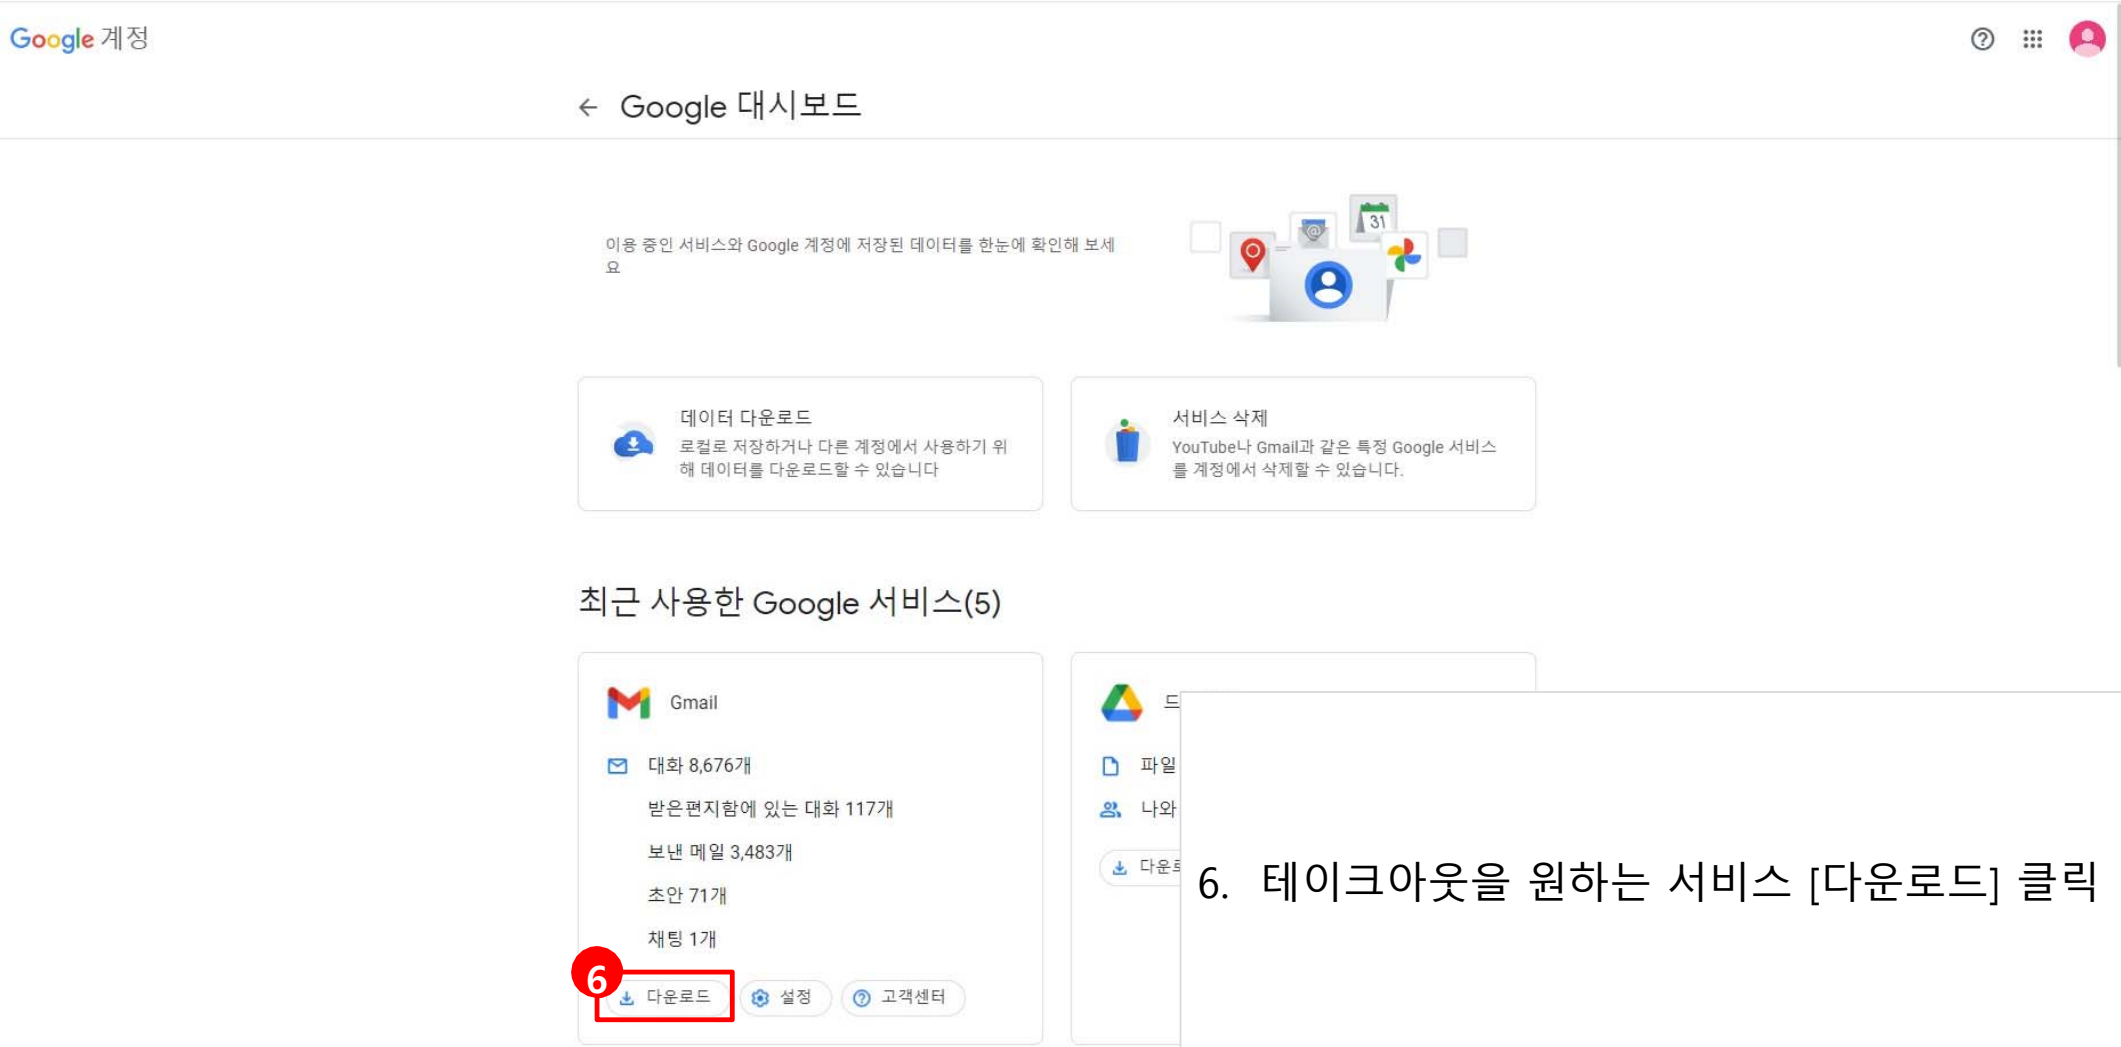 Google 계정
Google 대시보드
이용 중인 서비스와 Google 계정에 저장된 데이터를 한눈에 확인해 보세
요
31
데이터 다운로드
로컬로 저장하거나 다른 계정에서 사용하기 위
해 데이터를 다운로드할 수 있습니다
서비스 삭제
YouTube나 Gmail과 같은 특정 Google 서비스
를 계정에서 삭제할 수 있습니다.
최근 사용한 Google 서비스(5)
Gmail
대화 8,676개
받은편지함에 있는 대화 117개
보낸 메일 3,483개
초안 71개
채팅 1개
6
다운로드
설정
고객센터
드
파일
나와
다운로
6. 테이크아웃을 원하는 서비스 [다운로드] 클릭